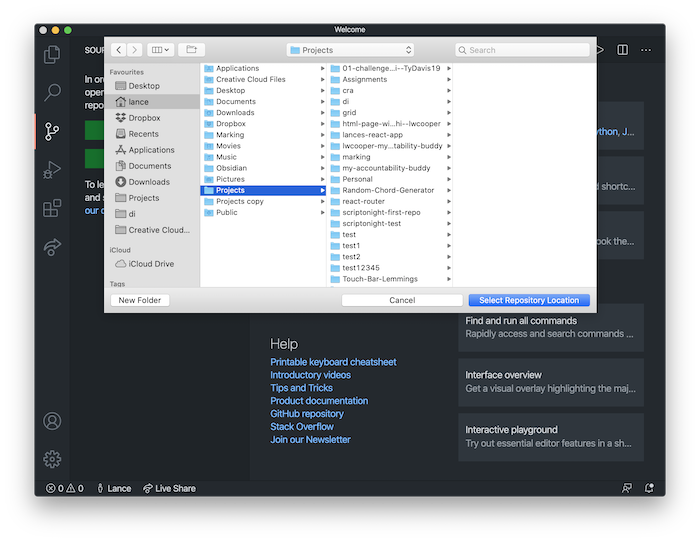 Welcome
SOUR
Projects
Search
Favourites
Desktop
lance
Dropbox
Recents
Applications
Documents
Downloads
Projects
di
Creative Cloud...
iCloud
iCloud Drive
Tags
Applications
Creative Cloud Files
Desktop
Documents
Downloads
Dropbox
Marking
Movies
Music
Obsidian
Pictures
Projects
Projects copy
Public
01-challenge...i--TyDavis19
Assignments
cra
di
grid
html-page-wi...hi--lwcooper
lances-react-app
lwcooper-my...tability-buddy
marking
my-accountability-buddy
Personal
Random-Chord-Generator
react-router
scriptonight-first-repo
scriptonight-test
test
test1
test2
test12345
Touch-Bar-Lemmings
New Folder
Cancel
Select Repository Location
In or
open
repo
To le
and s
our c
ython, J...
d shortc...
ook the...
Find and run all commands
Rapidly access and search commands ...
Interface overview
Get a visual overlay highlighting the maj...
Interactive playground
Try out essential editor features in a sh...
Help
Printable keyboard cheatsheet
Introductory videos
Tips and Tricks
Product documentation
GitHub repository
Stack Overflow
Join our Newsletter
0
0
Lance
Live Share